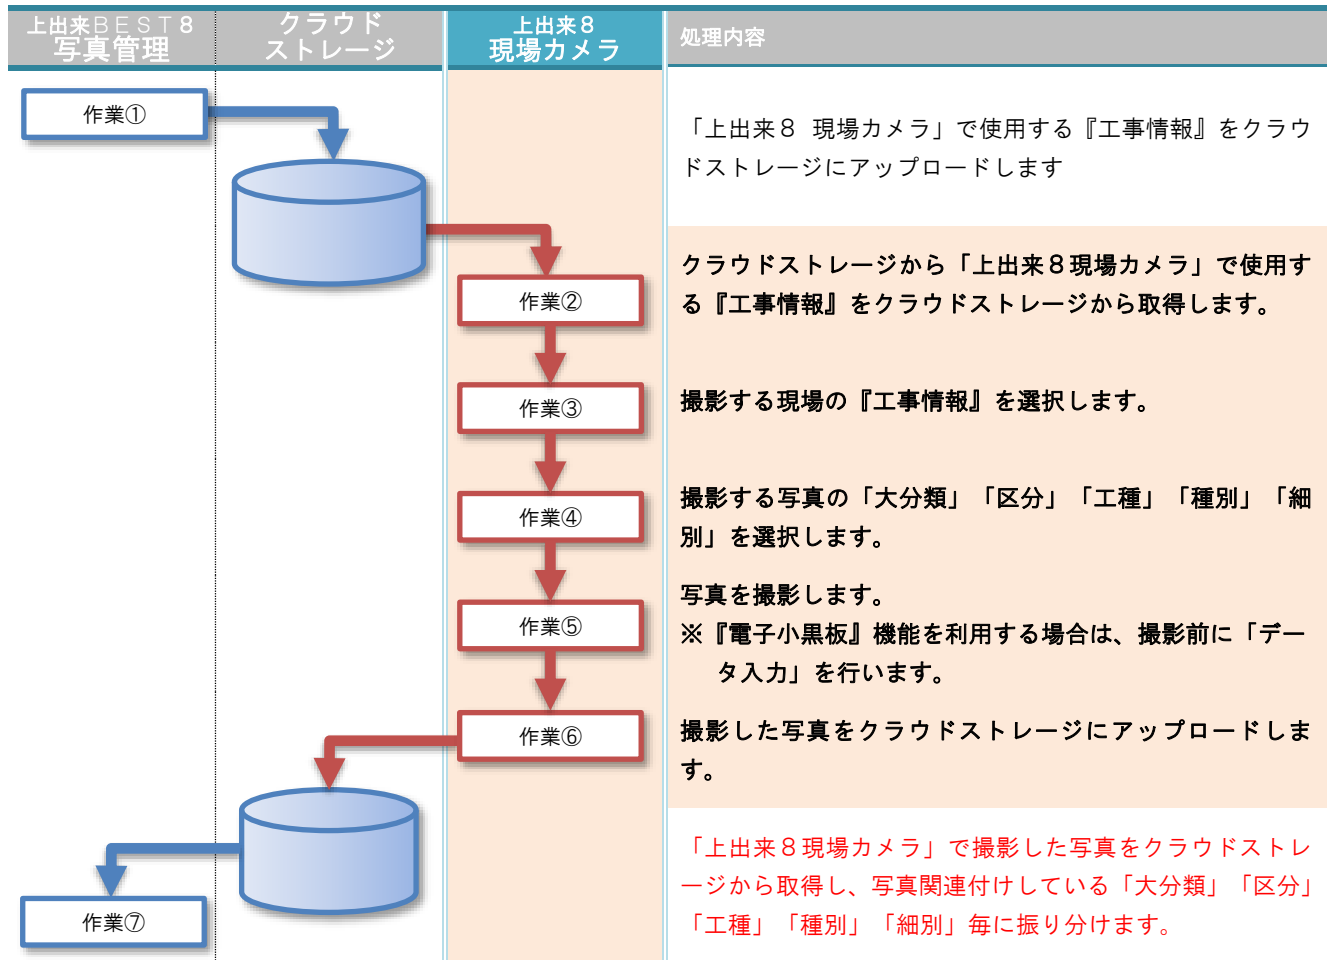 上出来ＢＥＳＴ８
写真管理
クラウド
ストレージ
上出来８
現場カメラ
処理内容
作業①
「上出来８ 現場カメラ」で使用する『工事情報』をクラウ
ドストレージにアップロードします
作業②
クラウドストレージから「上出来８現場カメラ」で使用す
る『工事情報』をクラウドストレージから取得します。
作業③
撮影する現場の『工事情報』を選択します。
作業④
撮影する写真の「大分類」「区分」「工種」「種別」「細
別」を選択します。
作業⑤
写真を撮影します。
※『電子小黒板』機能を利用する場合は、撮影前に「デー
タ入力」を行います。
作業⑥
撮影した写真をクラウドストレージにアップロードしま
す。
作業⑦
「上出来８現場カメラ」で撮影した写真をクラウドストレ
ージから取得し、写真関連付けしている「大分類」「区分」
「工種」「種別」「細別」毎に振り分けます。